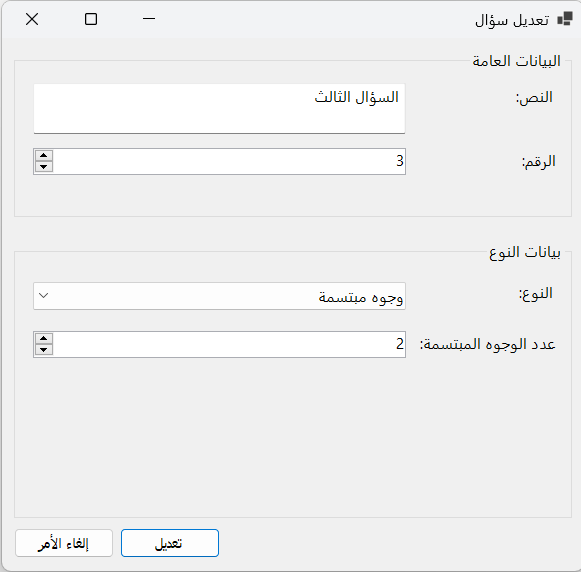 تعديل سؤال
البيانات العامة
النص:
السؤال الثالث
الرقم:
3
بيانات النوع
النوع:
وجوه مبتسمة
عدد الوجوه المبتسمة:
2
تعديل
إلغاء الأمر